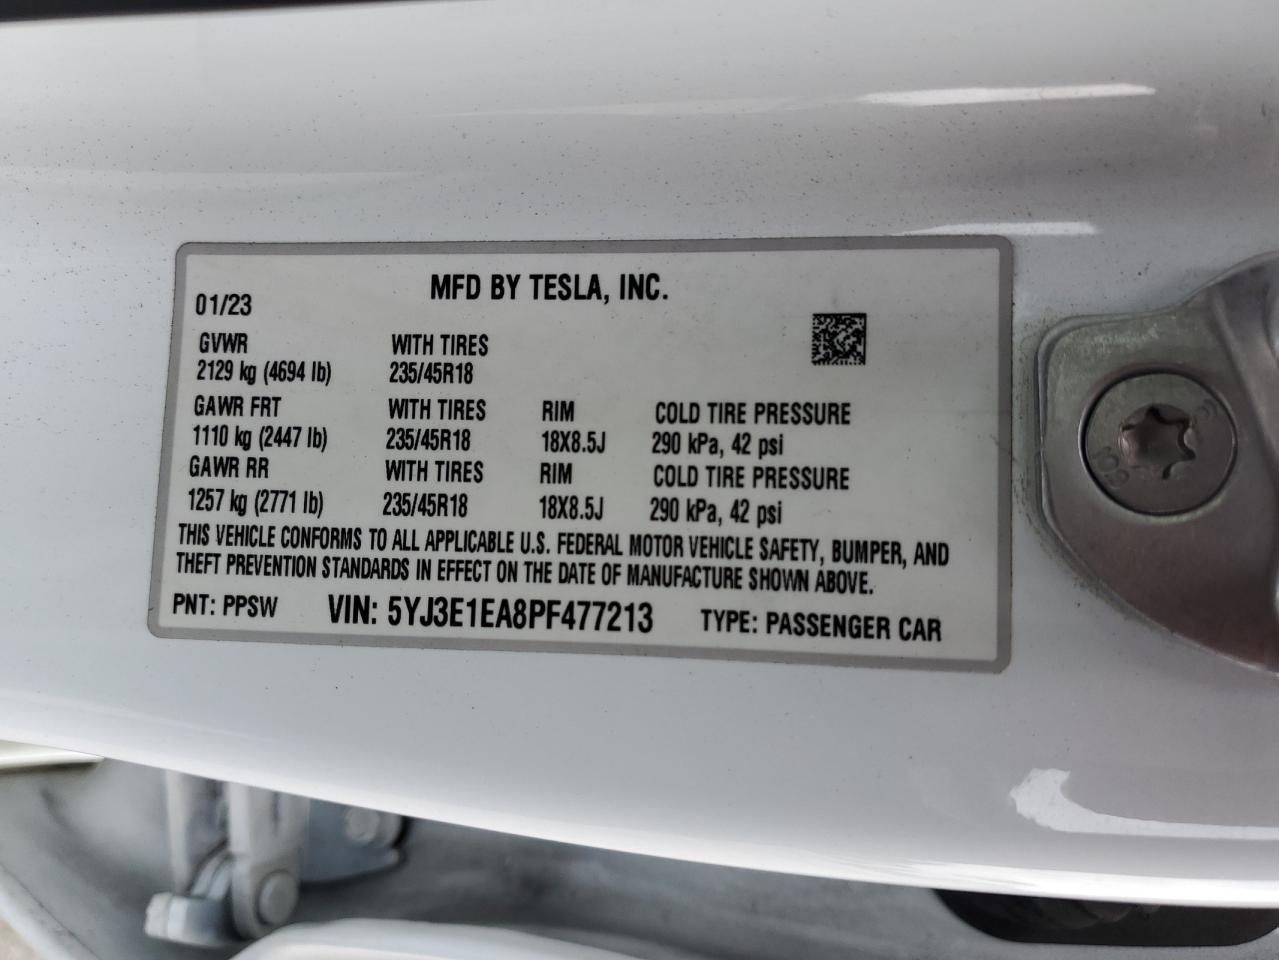 MFD BY TESLA, INC.
01/23
GVWR WITH TIRES
2129 kg (4694 lb) 235/45R18
GAWR FRT WITH TIRES RIM COLD TIRE PRESSURE
1110 kg (2447 lb) 235/45R18 18X8.5J 290 kPa, 42 psi
GAWR RR WITH TIRES RIM COLD TIRE PRESSURE
1257 kg (2771 lb) 235/45R18 18X8.5J 290 kPa, 42 psi
THIS VEHICLE CONFORMS TO ALL APPLICABLE U.S. FEDERAL MOTOR VEHICLE SAFETY, BUMPER, AND
THEFT PREVENTION STANDARDS IN EFFECT ON THE DATE OF MANUFACTURE SHOWN ABOVE.
PNT: PPSW VIN: 5YJ3E1EA8PF477213 TYPE: PASSENGER CAR